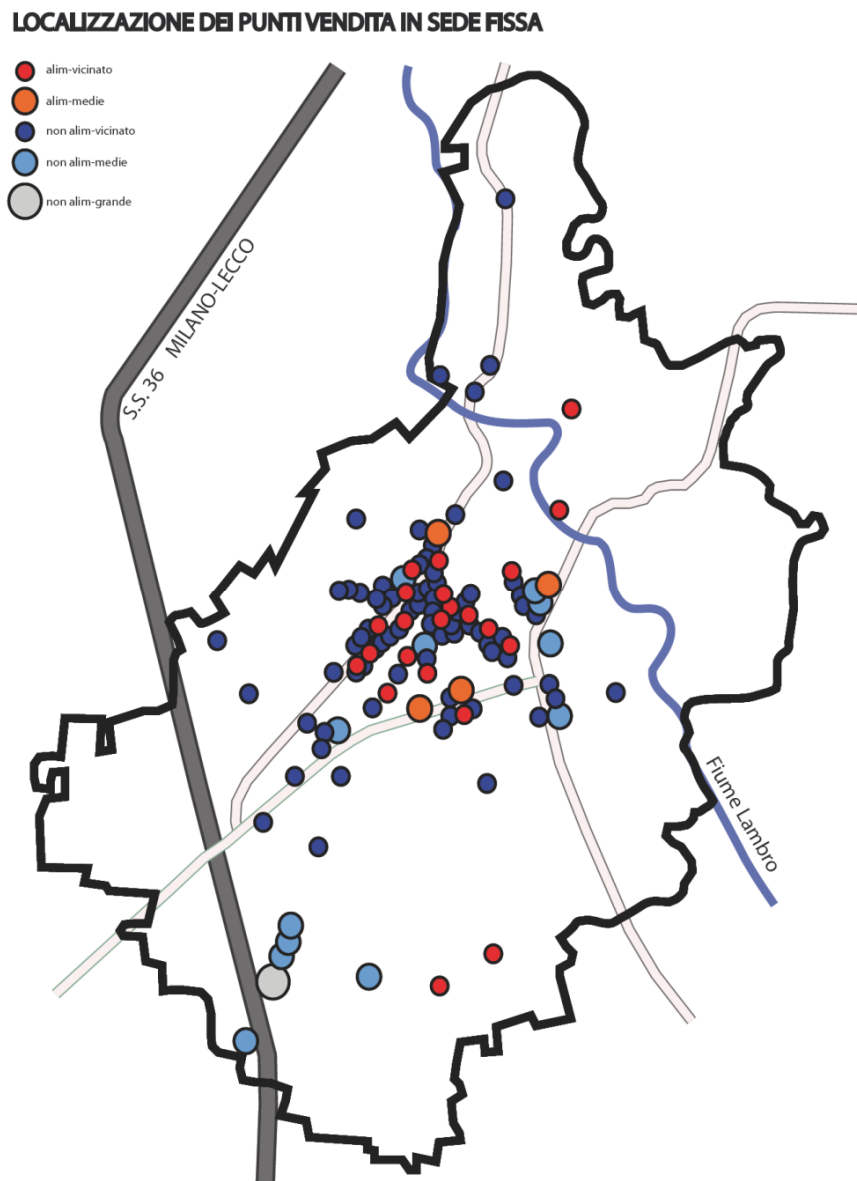 LOCALIZZAZIONE DEI PUNTI VENDITA IN SEDE FISSA
alim-vicinato
alim-medie
non alim-vicinato
non alim-medie
non alim-grande
S.S. 36 MILANO-LECCO
Fiume Lambro